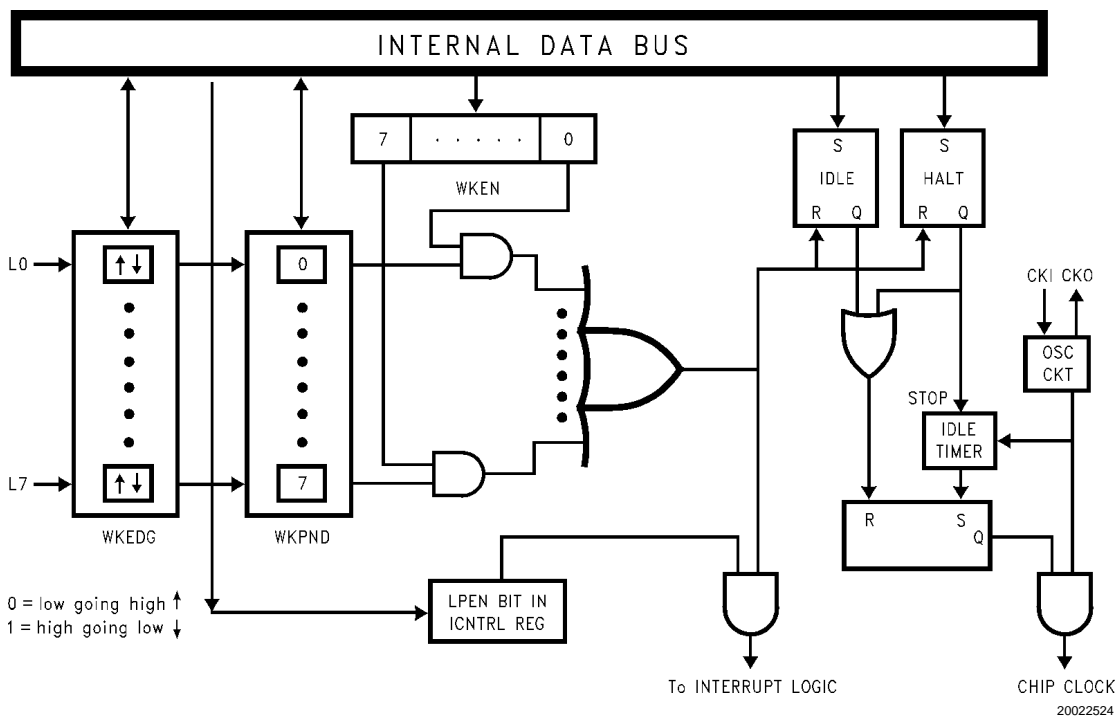 INTERNAL DATA BUS
7 . . . . . 0
WKEN
S
IDLE
R Q
S
HALT
R Q
L0
↑↓
0
CKI CKO
OSC
CKT
STOP
IDLE
TIMER
L7
↑↓
7
WKEDG
WKPND
R S
Q
0 = low going high ↑
1 = high going low ↓
LPEN BIT IN
ICNTRL REG
To INTERRUPT LOGIC
CHIP CLOCK
20022524